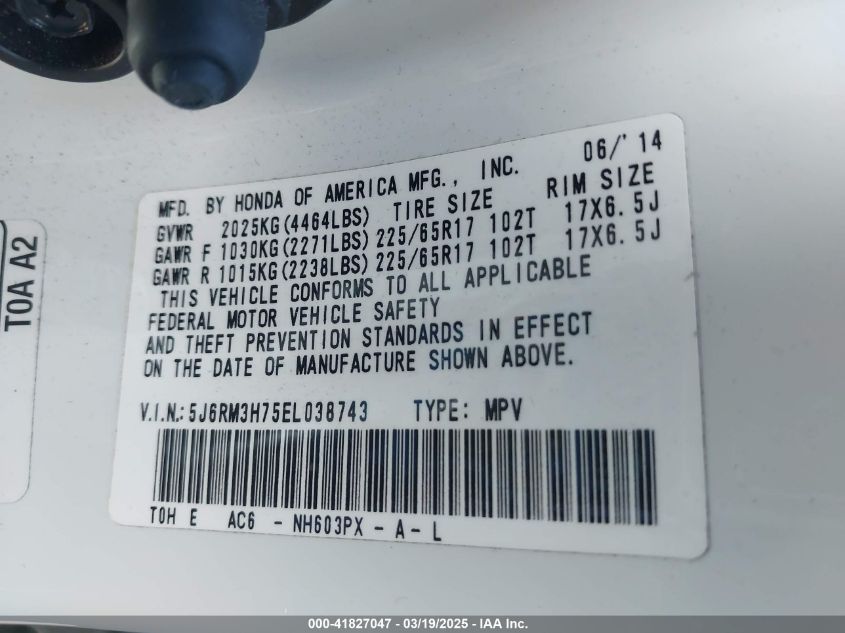 06/'14
MFD. BY HONDA OF AMERICA MFG., INC.
GVWR 2025KG(4464LBS) TIRE SIZE RIM SIZE
GAWR F 1030KG(2271LBS) 225/65R17 102T 17X6.5J
GAWR R 1015KG(2238LBS) 225/65R17 102T 17X6.5J
THIS VEHICLE CONFORMS TO ALL APPLICABLE
FEDERAL MOTOR VEHICLE SAFETY
AND THEFT PREVENTION STANDARDS IN EFFECT
ON THE DATE OF MANUFACTURE SHOWN ABOVE.
V.I.N.: 5J6RM3H75EL038743 TYPE: MPV
T0H E AC6 - NH603PX - A - L
T0A A2
000-41827047 - 03/19/2025 - IAA Inc.